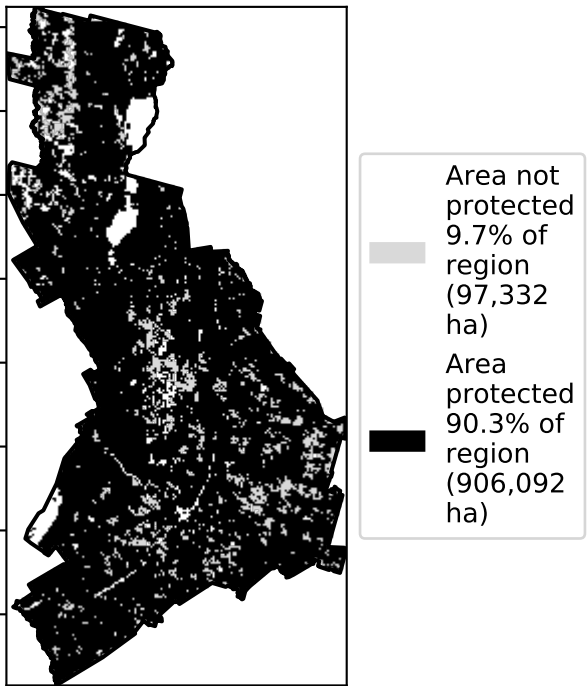 Area not
protected
9.7% of
region
(97,332
ha)
Area
protected
90.3% of
region
(906,092
ha)